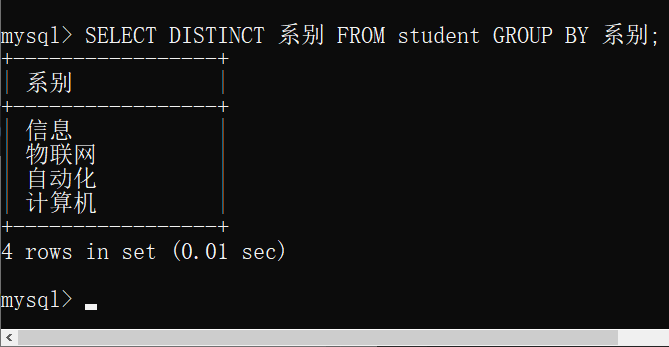 mysql> SELECT DISTINCT 系别 FROM student GROUP BY 系别;
+-----------------+
| 系别            |
+-----------------+
| 信息            |
| 物联网          |
| 自动化          |
| 计算机          |
+-----------------+
4 rows in set (0.01 sec)
mysql>